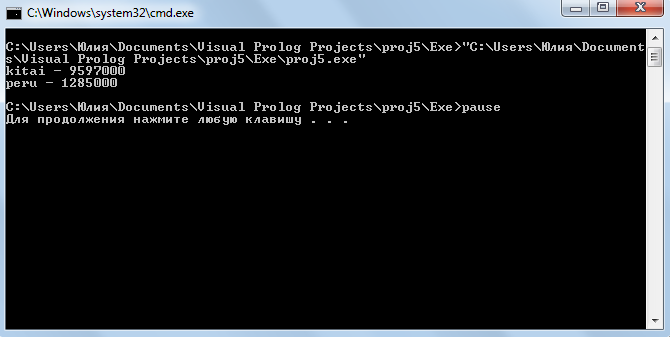 C:\Windows\system32\cmd.exe
C:\Users\Юлия\Documents\Visual Prolog Projects\proj5\Exe>"C:\Users\Юлия\Document
s\Visual Prolog Projects\proj5\Exe\proj5.exe"
kitai - 9597000
peru - 1285000
C:\Users\Юлия\Documents\Visual Prolog Projects\proj5\Exe>pause
Для продолжения нажмите любую клавишу . . .